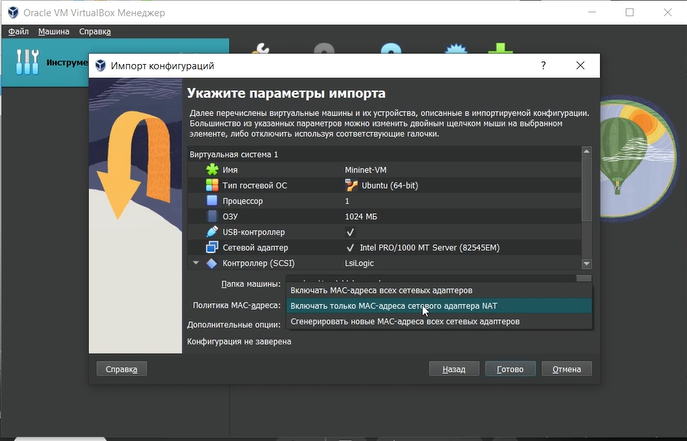 Oracle VM VirtualBox Менеджер
Файл Машина Справка
Инструме
Импорт конфигураций
?
Укажите параметры импорта
Далее перечислены виртуальные машины и их устройства, описанные в импортируемой конфигурации.
Большинство из указанных параметров можно изменить двойным щелчком мыши на выбранном
элементе, либо отключить используя соответствующие галочки.
Виртуальная система 1
Имя Mininet-VM
Тип гостевой ОС Ubuntu (64-bit)
Процессор 1
ОЗУ 1024 МБ
USB-контроллер
Сетевой адаптер Intel PRO/1000 MT Server (82545EM)
Контроллер (SCSI) LsiLogic
Папка машины:
Включать MAC-адреса всех сетевых адаптеров
Политика MAC-адреса: Включать только MAC-адреса сетевого адаптера NAT
Дополнительные опции: Сгенерировать новые MAC-адреса всех сетевых адаптеров
Конфигурация не заверена
Справка Назад Готово Отмена